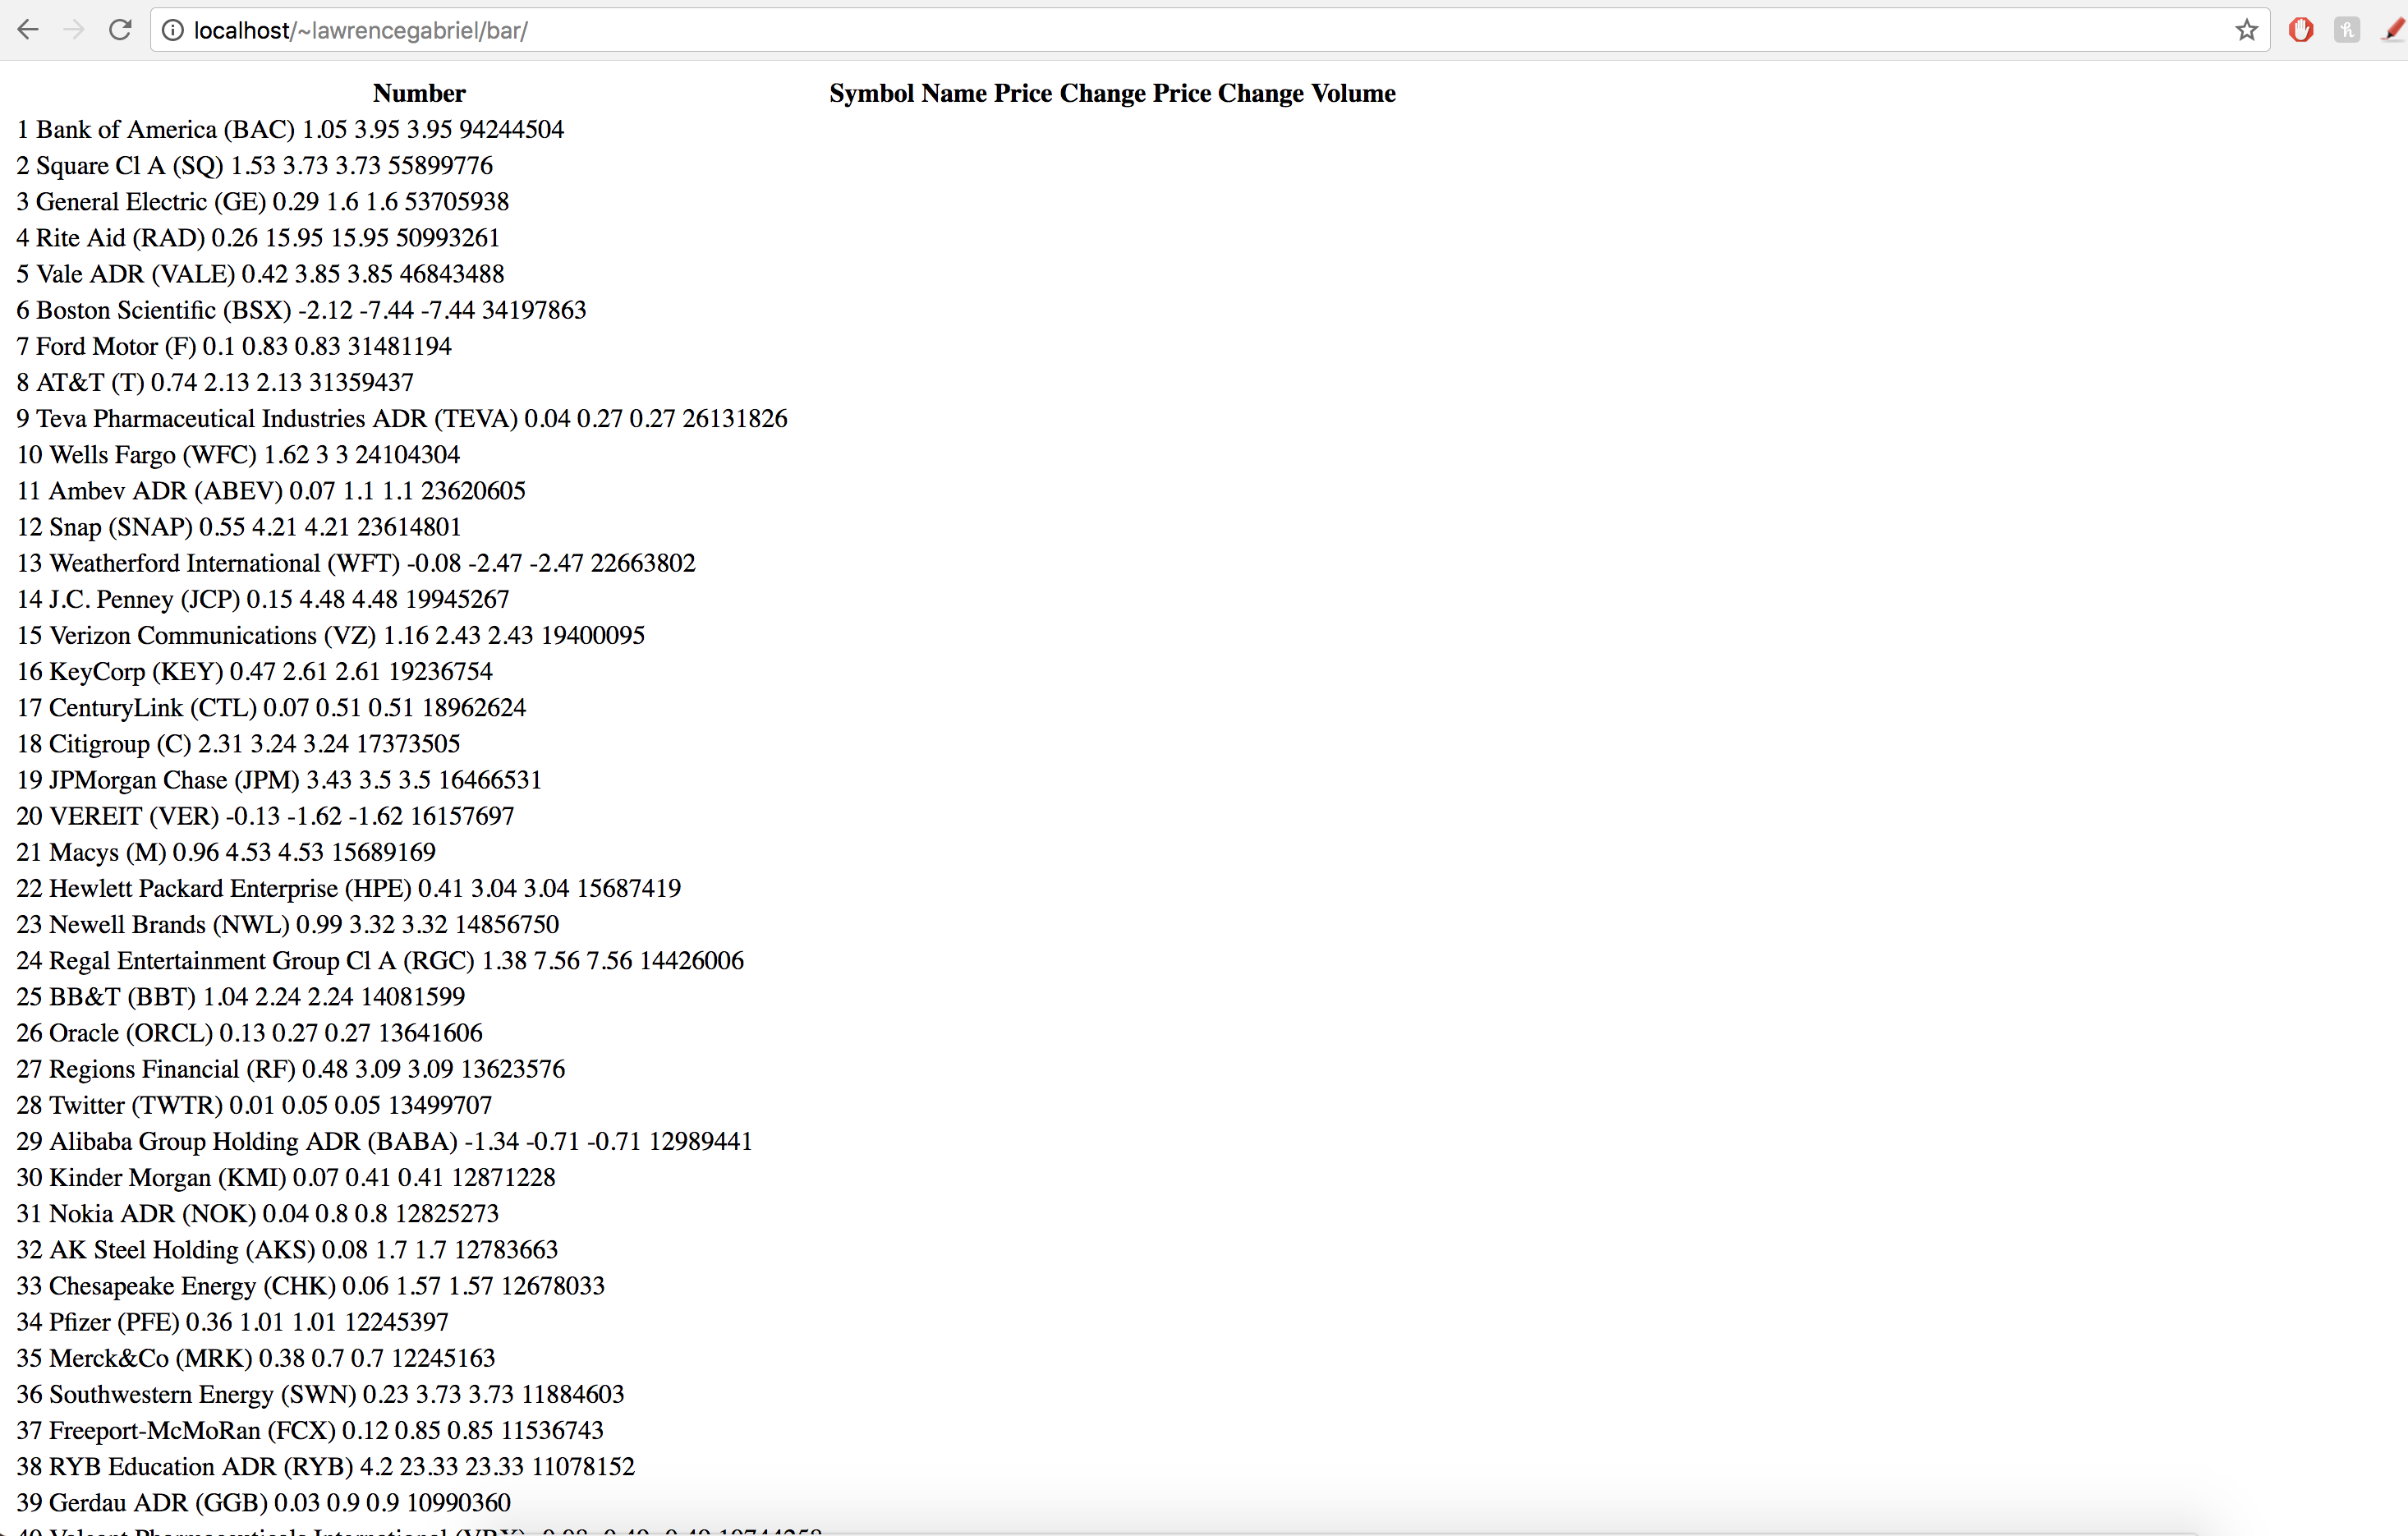 localhost/~lawrencegabriel/bar/
Number Symbol Name Price Change Price Change Volume
1 Bank of America (BAC) 1.05 3.95 3.95 94244504
2 Square Cl A (SQ) 1.53 3.73 3.73 55899776
3 General Electric (GE) 0.29 1.6 1.6 53705938
4 Rite Aid (RAD) 0.26 15.95 15.95 50993261
5 Vale ADR (VALE) 0.42 3.85 3.85 46843488
6 Boston Scientific (BSX) -2.12 -7.44 -7.44 34197863
7 Ford Motor (F) 0.1 0.83 0.83 31481194
8 AT&T (T) 0.74 2.13 2.13 31359437
9 Teva Pharmaceutical Industries ADR (TEVA) 0.04 0.27 0.27 26131826
10 Wells Fargo (WFC) 1.62 3 3 24104304
11 Ambev ADR (ABEV) 0.07 1.1 1.1 23620605
12 Snap (SNAP) 0.55 4.21 4.21 23614801
13 Weatherford International (WFT) -0.08 -2.47 -2.47 22663802
14 J.C. Penney (JCP) 0.15 4.48 4.48 19945267
15 Verizon Communications (VZ) 1.16 2.43 2.43 19400095
16 KeyCorp (KEY) 0.47 2.61 2.61 19236754
17 CenturyLink (CTL) 0.07 0.51 0.51 18962624
18 Citigroup (C) 2.31 3.24 3.24 17373505
19 JPMorgan Chase (JPM) 3.43 3.5 3.5 16466531
20 VEREIT (VER) -0.13 -1.62 -1.62 16157697
21 Macys (M) 0.96 4.53 4.53 15689169
22 Hewlett Packard Enterprise (HPE) 0.41 3.04 3.04 15687419
23 Newell Brands (NWL) 0.99 3.32 3.32 14856750
24 Regal Entertainment Group Cl A (RGC) 1.38 7.56 7.56 14426006
25 BB&T (BBT) 1.04 2.24 2.24 14081599
26 Oracle (ORCL) 0.13 0.27 0.27 13641606
27 Regions Financial (RF) 0.48 3.09 3.09 13623576
28 Twitter (TWTR) 0.01 0.05 0.05 13499707
29 Alibaba Group Holding ADR (BABA) -1.34 -0.71 -0.71 12989441
30 Kinder Morgan (KMI) 0.07 0.41 0.41 12871228
31 Nokia ADR (NOK) 0.04 0.8 0.8 12825273
32 AK Steel Holding (AKS) 0.08 1.7 1.7 12783663
33 Chesapeake Energy (CHK) 0.06 1.57 1.57 12678033
34 Pfizer (PFE) 0.36 1.01 1.01 12245397
35 Merck&Co (MRK) 0.38 0.7 0.7 12245163
36 Southwestern Energy (SWN) 0.23 3.73 3.73 11884603
37 Freeport-McMoRan (FCX) 0.12 0.85 0.85 11536743
38 RYB Education ADR (RYB) 4.2 23.33 23.33 11078152
39 Gerdau ADR (GGB) 0.03 0.9 0.9 10990360